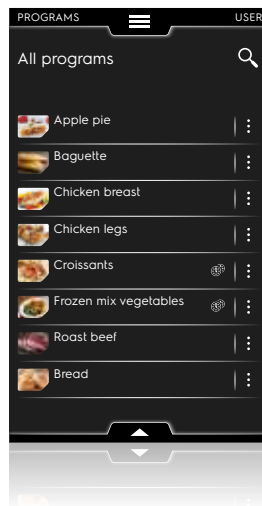 PROGRAMS USER
All programs
Apple pie
Baguette
Chicken breast
Chicken legs
Croissants
Frozen mix vegetables
Roast beef
Bread